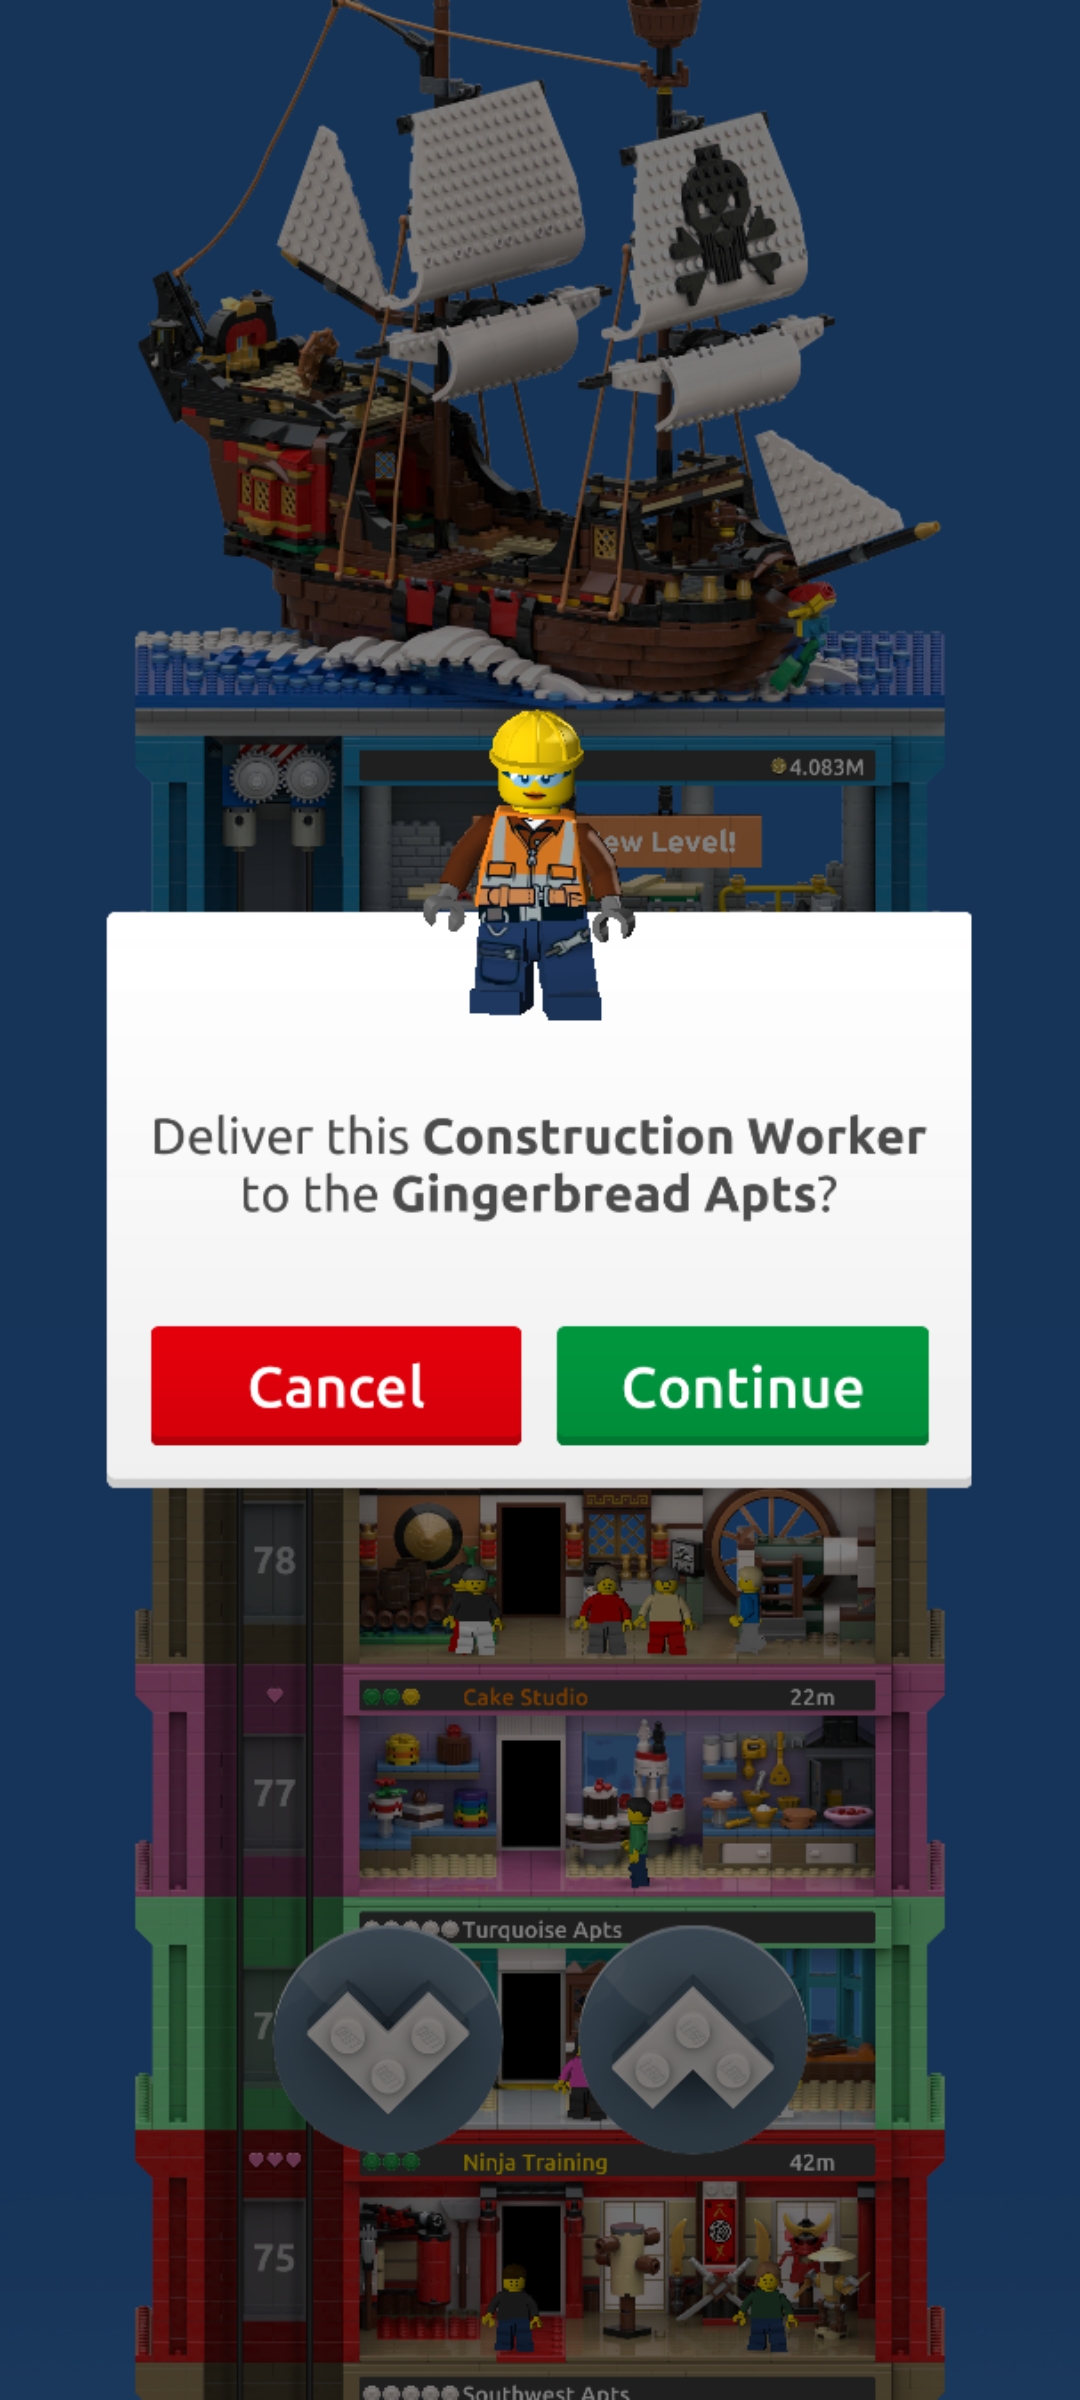 4.083M
ew Level!
Deliver this Construction Worker
to the Gingerbread Apts?
Cancel
Continue
78
Cake Studio
22m
77
Turquoise Apts
7
Ninja Training
42m
75
Southwest Apts